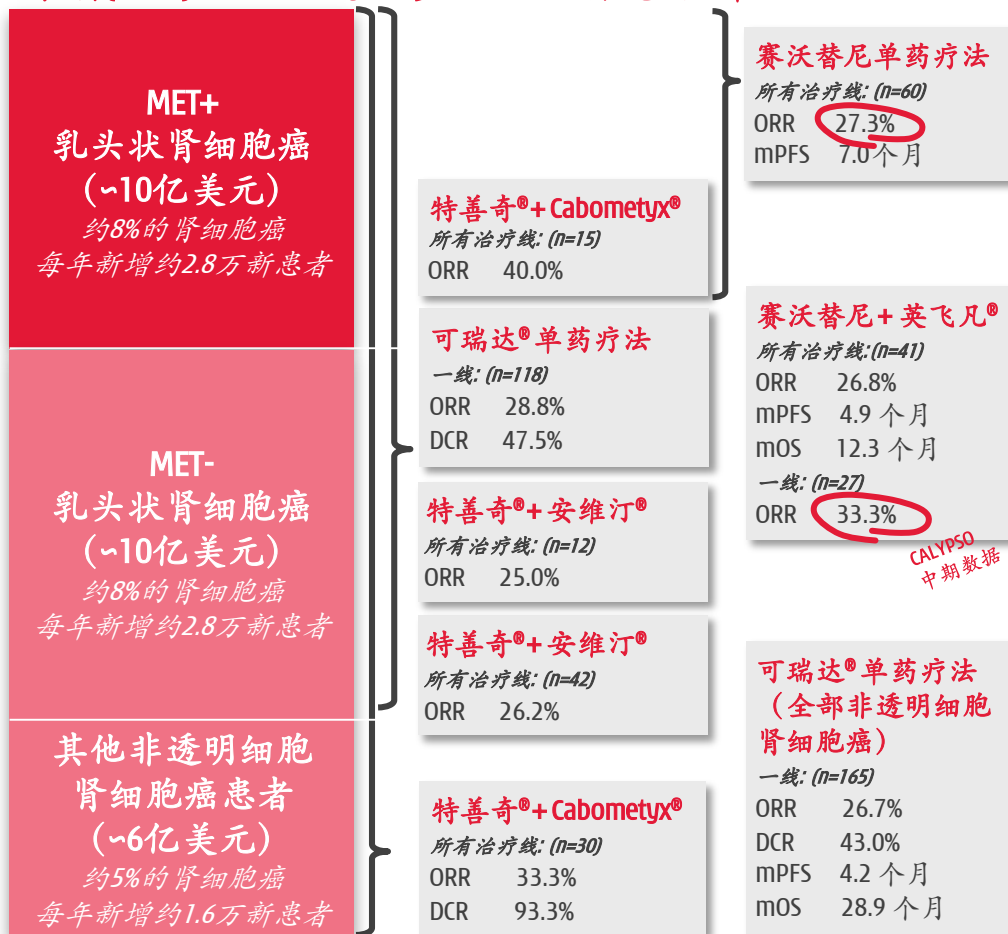 MET+
乳头状肾细胞癌
(~10亿美元)
约8%的肾细胞癌
每年新增约2.8万新患者
MET-
乳头状肾细胞癌
(~10亿美元)
约8%的肾细胞癌
每年新增约2.8万新患者
其他非透明细胞
肾细胞癌患者
(~6亿美元)
约5%的肾细胞癌
每年新增约1.6万新患者
特善奇®+ Cabometyx®
所有治疗线: (n=15)
ORR 40.0%
可瑞达®单药疗法
一线: (n=118)
ORR 28.8%
DCR 47.5%
特善奇®+安维汀®
所有治疗线: (n=12)
ORR 25.0%
特善奇®+安维汀®
所有治疗线: (n=42)
ORR 26.2%
特善奇®+ Cabometyx®
所有治疗线: (n=30)
ORR 33.3%
DCR 93.3%
赛沃替尼单药疗法
所有治疗线: (n=60)
ORR 27.3%
mPFS 7.0个月
赛沃替尼+英飞凡®
所有治疗线:(n=41)
ORR 26.8%
mPFS 4.9 个月
mOS 12.3 个月
一线: (n=27)
ORR 33.3%
CALYPSO
中期数据
可瑞达®单药疗法
（全部非透明细胞
肾细胞癌）
一线: (n=165)
ORR 26.7%
DCR 43.0%
mPFS 4.2 个月
mOS 28.9 个月